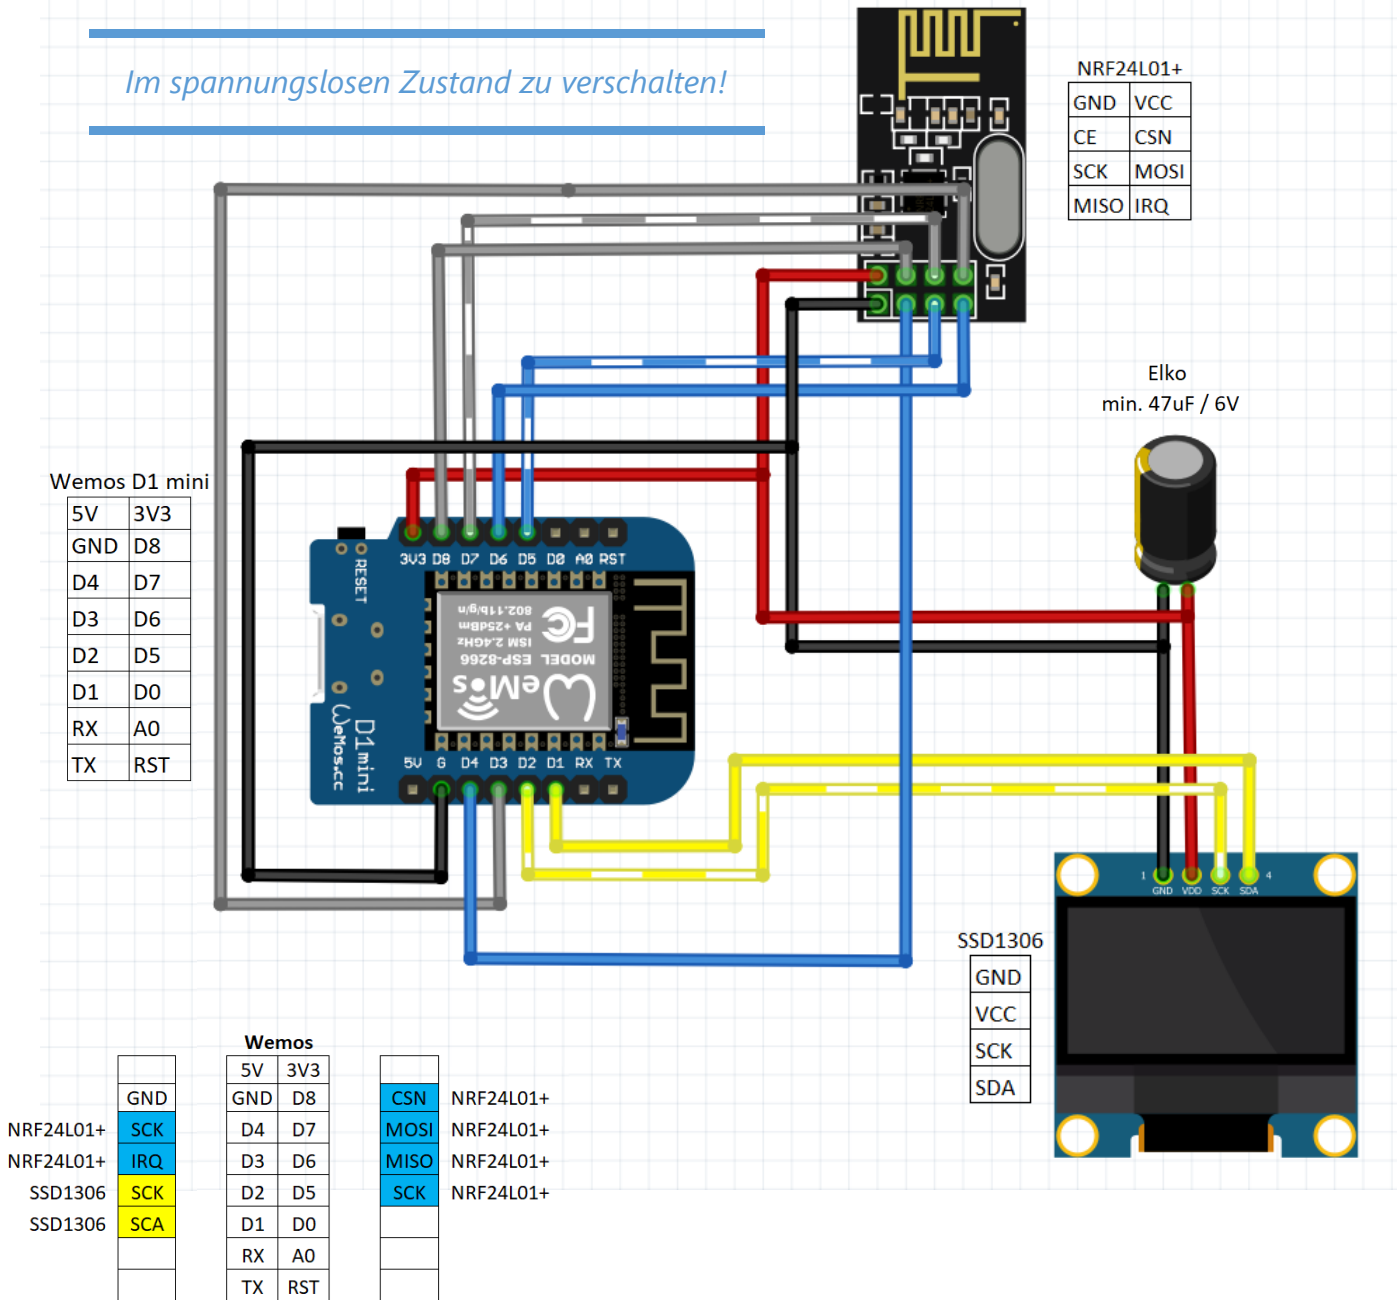 Im spannungslosen Zustand zu verschalten!
NRF24L01+
GND VCC
CE CSN
SCK MOSI
MISO IRQ
Elko
min. 47uF / 6V
Wemos D1 mini
5V 3V3
GND D8
D4 D7
D3 D6
D2 D5
D1 D0
RX A0
TX RST
3V3 D8 D7 D6 D5 D0 A0 RST
RESET
802.11b/g/n
PA +25dBm
ISM 2.4GHz
MODEL ESP-8266
FC
WeMos
D1 mini
WeMos.cc
5V G D4 D3 D2 D1 RX TX
1 4
GND VDD SCK SDA
SSD1306
GND
VCC
SCK
SDA
Wemos
5V 3V3
GND GND D8 CSN NRF24L01+
NRF24L01+ SCK D4 D7 MOSI NRF24L01+
NRF24L01+ IRQ D3 D6 MISO NRF24L01+
SSD1306 SCK D2 D5 SCK NRF24L01+
SSD1306 SCA D1 D0
RX A0
TX RST